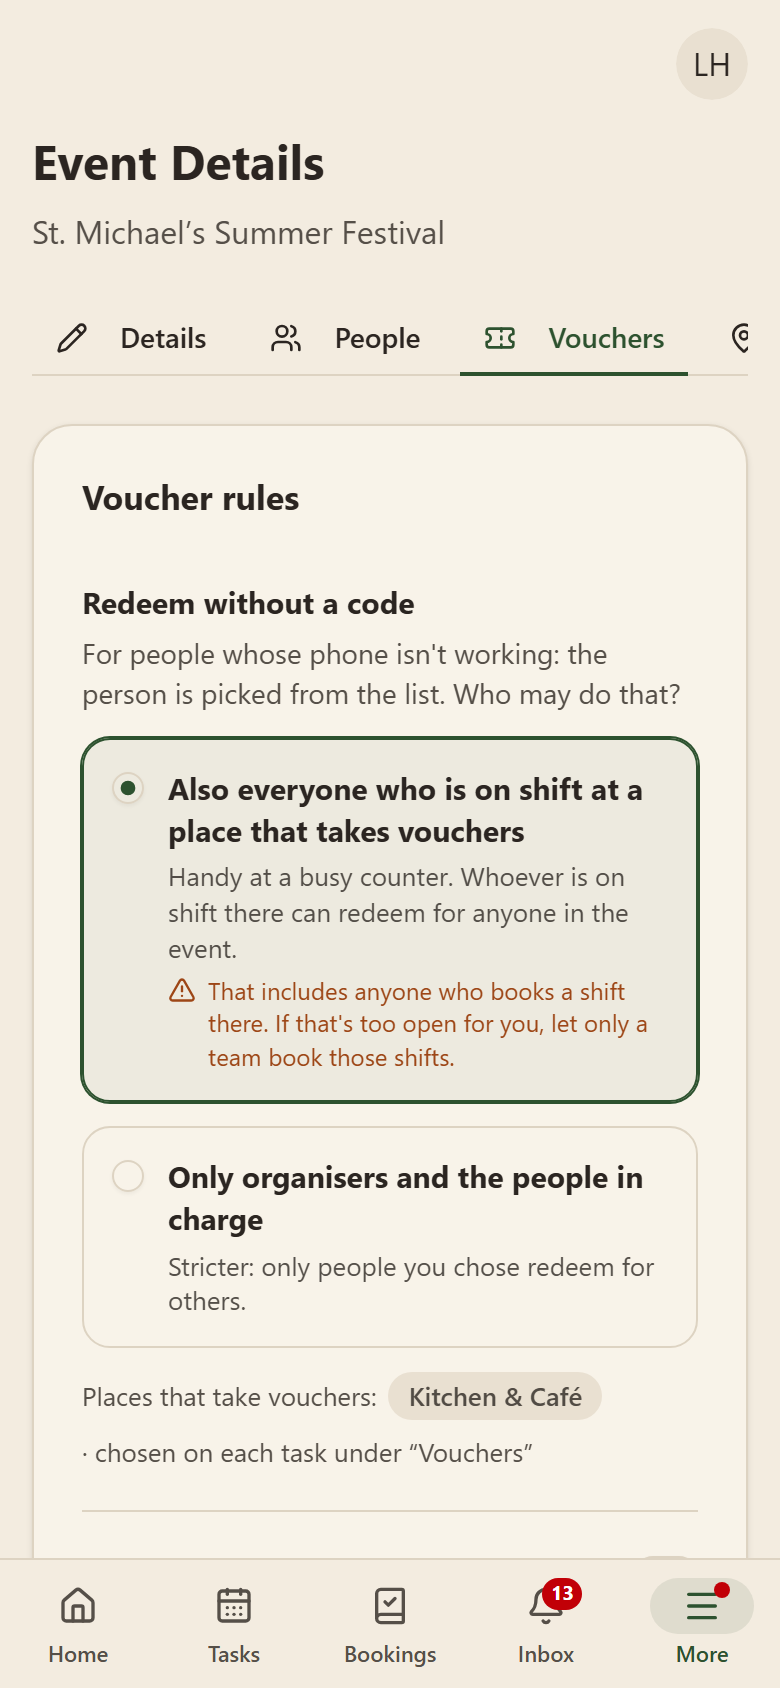 LH
Event Details
St. Michael’s Summer Festival
Details People Vouchers
Voucher rules
Redeem without a code
For people whose phone isn't working: the
person is picked from the list. Who may do that?
Also everyone who is on shift at a
place that takes vouchers
Handy at a busy counter. Whoever is on
shift there can redeem for anyone in the
event.
That includes anyone who books a shift
there. If that's too open for you, let only a
team book those shifts.
Only organisers and the people in
charge
Stricter: only people you chose redeem for
others.
Places that take vouchers: Kitchen & Café
· chosen on each task under “Vouchers”
13
Home Tasks Bookings Inbox More